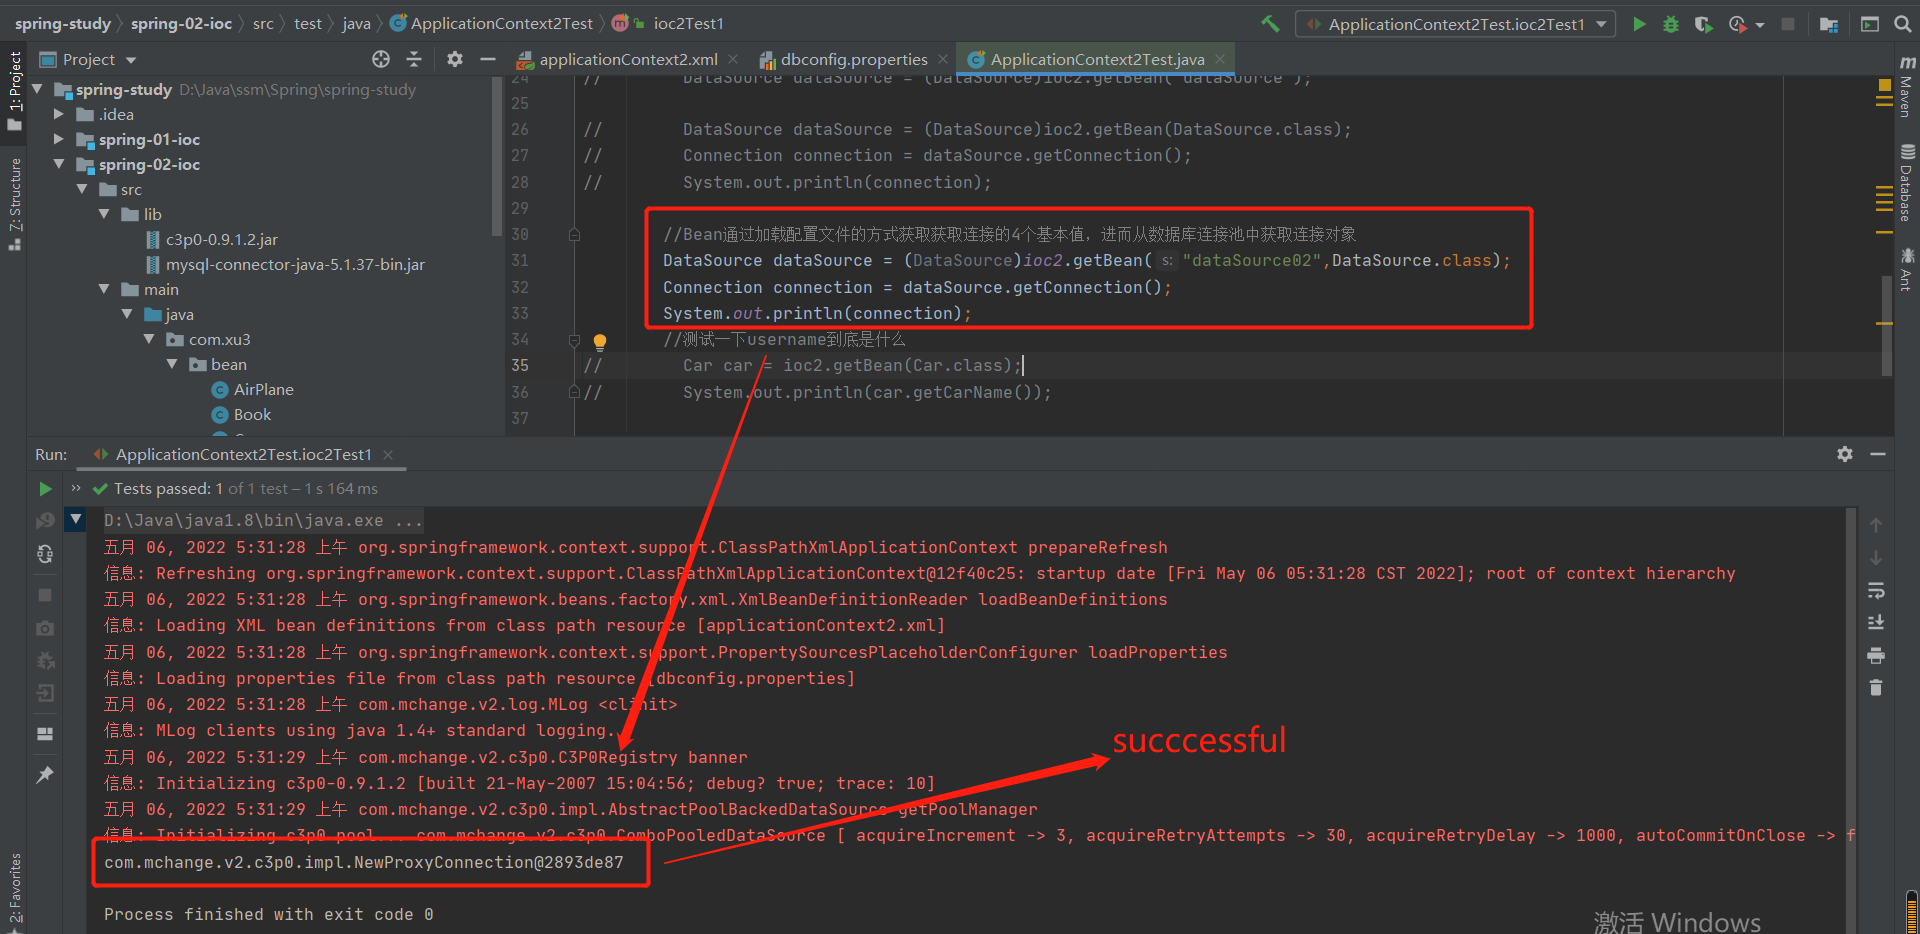 spring-study spring-02-ioc src test java ApplicationContext2Test ioc2Test1
ApplicationContext2Test.ioc2Test1
Project
applicationContext2.xml
dbconfig.properties
ApplicationContext2Test.java
1: Project
7: Structure
2: Favorites
Maven
Database
Ant
spring-study D:\Java\ssm\Spring\spring-study
.idea
spring-01-ioc
spring-02-ioc
src
lib
c3p0-0.9.1.2.jar
mysql-connector-java-5.1.37-bin.jar
main
java
com.xu3
bean
AirPlane
Book
24 // DataSource dataSource = (DataSource)ioc2.getBean("dataSource");
25
26 // DataSource dataSource = (DataSource)ioc2.getBean(DataSource.class);
27 // Connection connection = dataSource.getConnection();
28 // System.out.println(connection);
29
30 //Bean通过加载配置文件的方式获取获取连接的4个基本值，进而从数据库连接池中获取连接对象
31 DataSource dataSource = (DataSource)ioc2.getBean( s: "dataSource02",DataSource.class);
32 Connection connection = dataSource.getConnection();
33 System.out.println(connection);
34 //测试一下username到底是什么
35 // Car car = ioc2.getBean(Car.class);
36 // System.out.println(car.getCarName());
37
Run: ApplicationContext2Test.ioc2Test1
Tests passed: 1 of 1 test – 1 s 164 ms
D:\Java\java1.8\bin\java.exe ...
五月 06, 2022 5:31:28 上午 org.springframework.context.support.ClassPathXmlApplicationContext prepareRefresh
信息: Refreshing org.springframework.context.support.ClassPathXmlApplicationContext@12f40c25: startup date [Fri May 06 05:31:28 CST 2022]; root of context hierarchy
五月 06, 2022 5:31:28 上午 org.springframework.beans.factory.xml.XmlBeanDefinitionReader loadBeanDefinitions
信息: Loading XML bean definitions from class path resource [applicationContext2.xml]
五月 06, 2022 5:31:28 上午 org.springframework.context.support.PropertySourcesPlaceholderConfigurer loadProperties
信息: Loading properties file from class path resource [dbconfig.properties]
五月 06, 2022 5:31:28 上午 com.mchange.v2.log.MLog <clinit>
信息: MLog clients using java 1.4+ standard logging.
五月 06, 2022 5:31:29 上午 com.mchange.v2.c3p0.C3P0Registry banner
信息: Initializing c3p0-0.9.1.2 [built 21-May-2007 15:04:56; debug? true; trace: 10]
五月 06, 2022 5:31:29 上午 com.mchange.v2.c3p0.impl.AbstractPoolBackedDataSource getPoolManager
信息: Initializing c3p0 pool... com.mchange.v2.c3p0.ComboPooledDataSource [ acquireIncrement -> 3, acquireRetryAttempts -> 30, acquireRetryDelay -> 1000, autoCommitOnClose -> f
com.mchange.v2.c3p0.impl.NewProxyConnection@2893de87
succcessful
Process finished with exit code 0
激活 Windows